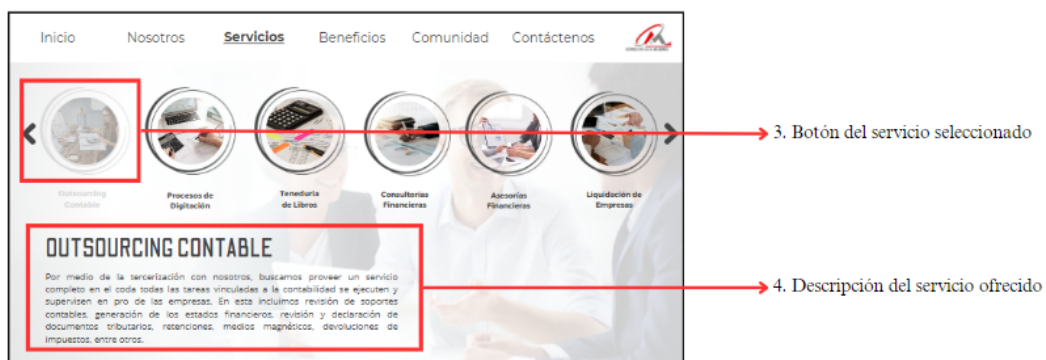 Inicio Nosotros Servicios Beneficios Comunidad Contáctenos
3. Botón del servicio seleccionado
Outsourcing Contable
Procesos de Digitación
Teneduría de Libros
Consultorías Financieras
Asesorías Financieras
Liquidación de Empresas
OUTSOURCING CONTABLE
Por medio de la tercerización con nosotros, buscamos proveer un servicio
completo en el coda todas las tareas vinculadas a la contabilidad se ejecuten y
supervisen en pro de las empresas. En esta incluimos revisión de soportes
contables, generación de los estados financieros, revisión y declaración de
documentos tributarios, retenciones, medios magnéticos, devoluciones de
impuestos, entre otros.
4. Descripción del servicio ofrecido